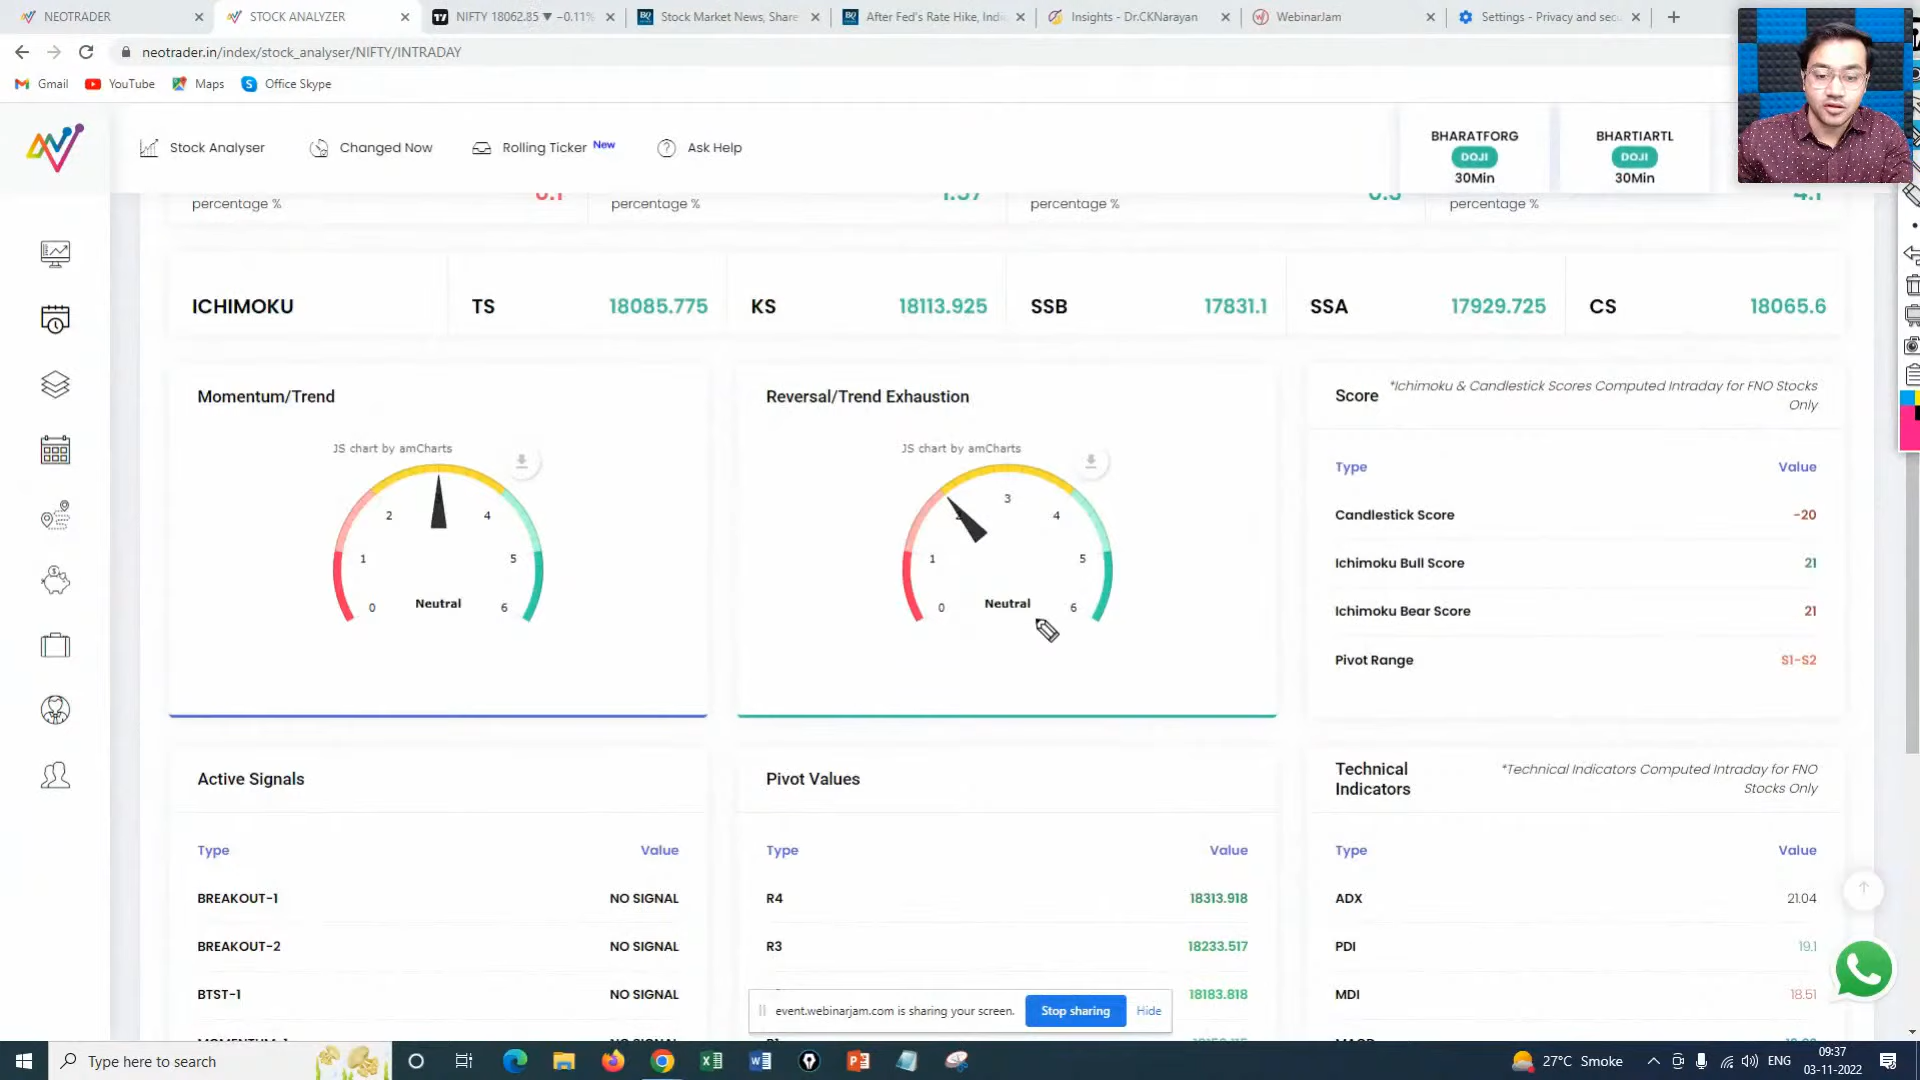 NEOTRADER
STOCK ANALYZER
NIFTY 18062.85 ▼ −0.11%
Stock Market News, Share
After Fed's Rate Hike, Indi
Insights - Dr.CKNarayan
WebinarJam
Settings - Privacy and secu
neotrader.in/index/stock_analyser/NIFTY/INTRADAY
Gmail YouTube Maps Office Skype
Stock Analyser Changed Now Rolling Ticker New Ask Help
BHARATFORG
DOJI
30Min
BHARTIARTL
DOJI
30Min
percentage % 0.1 percentage % 1.57 percentage % 0.5 percentage % 4.1
ICHIMOKU TS 18085.775 KS 18113.925 SSB 17831.1 SSA 17929.725 CS 18065.6
Momentum/Trend
JS chart by amCharts
0 1 2 4 5 6
Neutral
Reversal/Trend Exhaustion
JS chart by amCharts
0 1 2 3 4 5 6
Neutral
Score *Ichimoku & Candlestick Scores Computed Intraday for FNO Stocks
Only
Type Value
Candlestick Score -20
Ichimoku Bull Score 21
Ichimoku Bear Score 21
Pivot Range S1-S2
Active Signals
Type Value
BREAKOUT-1 NO SIGNAL
BREAKOUT-2 NO SIGNAL
BTST-1 NO SIGNAL
Pivot Values
Type Value
R4 18313.918
R3 18233.517
18183.818
Technical
Indicators
*Technical Indicators Computed Intraday for FNO
Stocks Only
Type Value
ADX 21.04
PDI 19.1
MDI 18.51
event.webinarjam.com is sharing your screen. Stop sharing Hide
Type here to search
27°C Smoke
ENG
09:37
03-11-2022